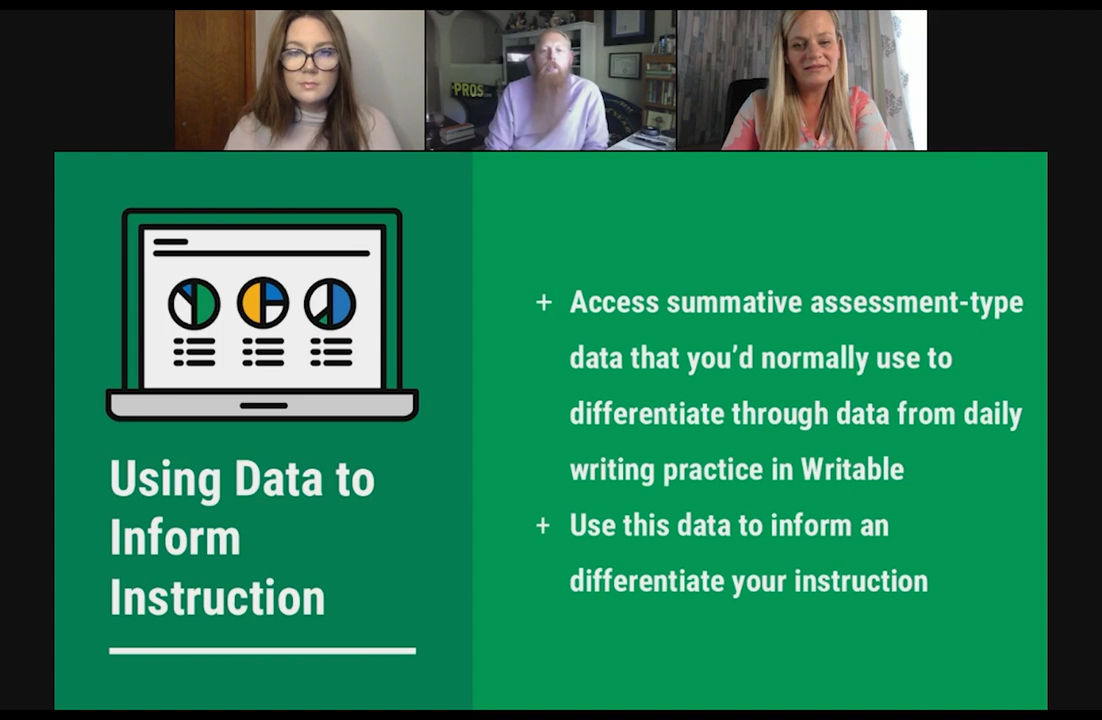 PROS
Using Data to
Inform
Instruction
+ Access summative assessment-type
data that you’d normally use to
differentiate through data from daily
writing practice in Writable
+ Use this data to inform an
differentiate your instruction